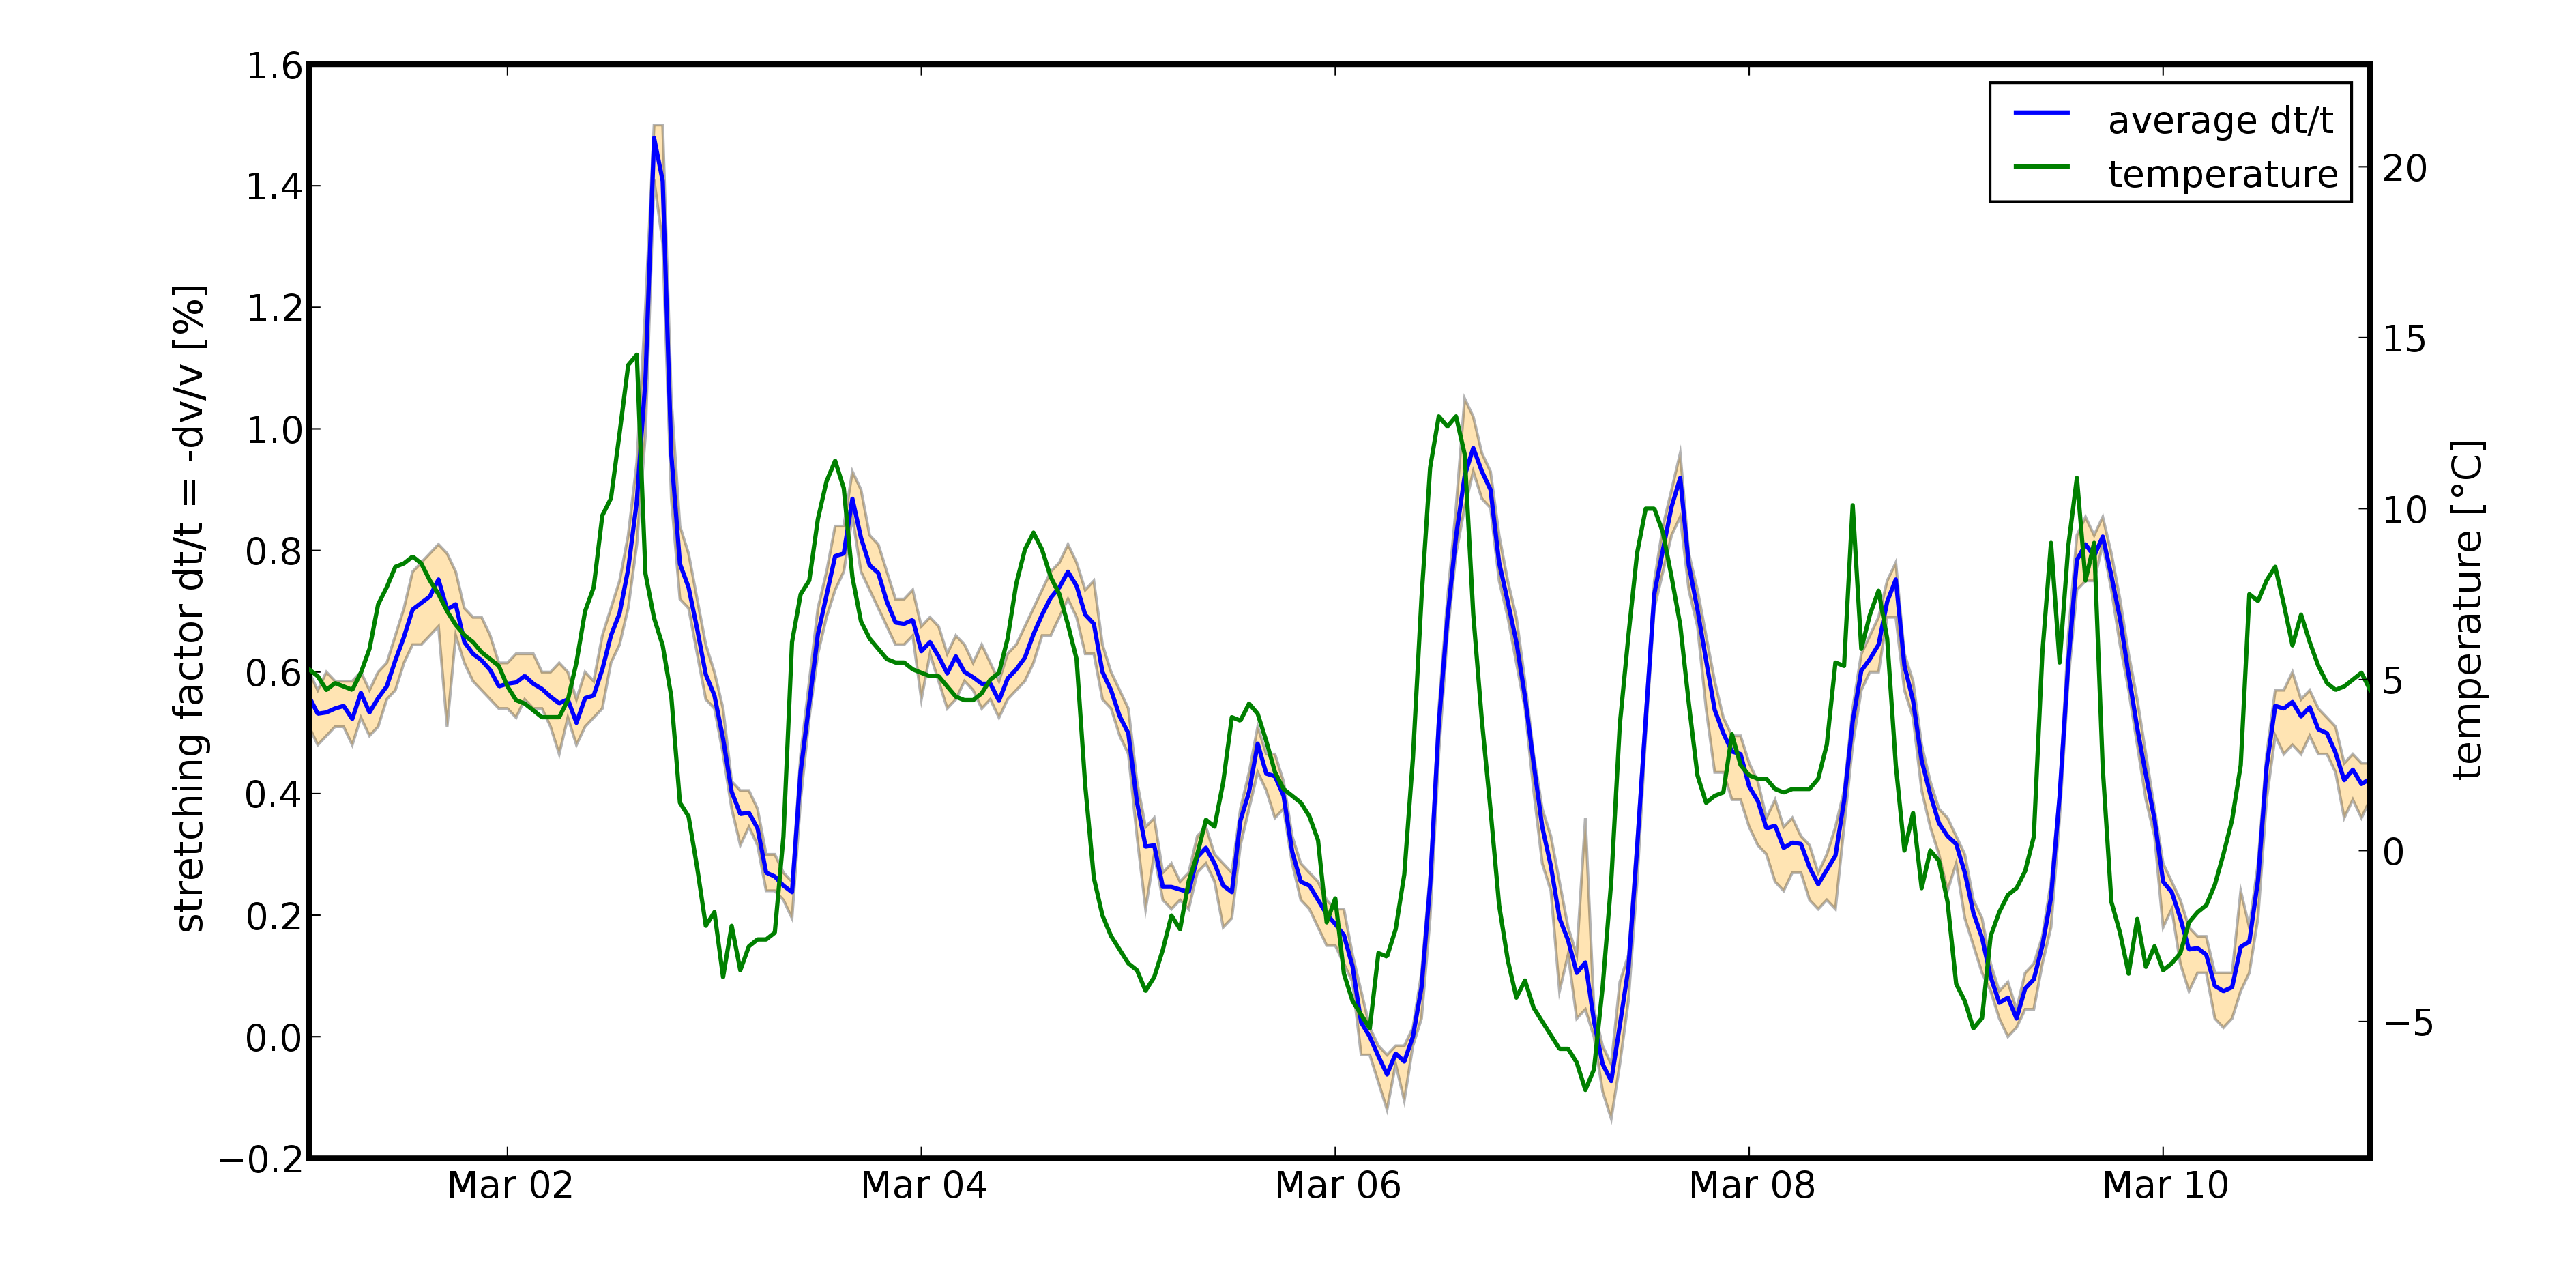 1.6
1.4
1.2
1.0
0.8
0.6
0.4
0.2
0.0
−0.2
stretching factor dt/t = -dv/v [%]
average dt/t
temperature
20
15
10
5
0
−5
temperature [°C]
Mar 02
Mar 04
Mar 06
Mar 08
Mar 10